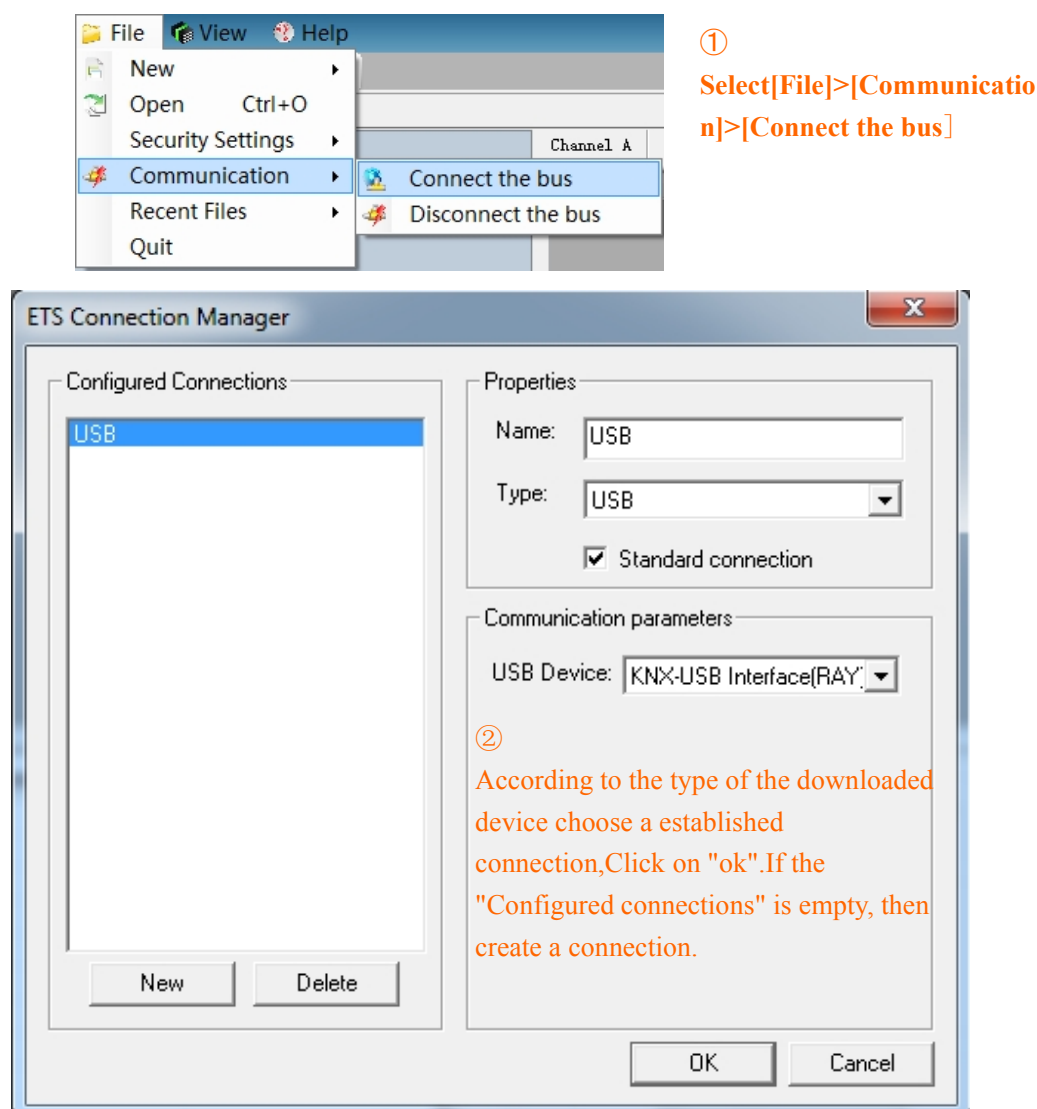 File View Help
New
Open Ctrl+O
Security Settings
Communication
Recent Files
Quit
Channel A
Connect the bus
Disconnect the bus
①
Select[File]>[Communicatio
n]>[Connect the bus］
ETS Connection Manager
Configured Connections
USB
New Delete
Properties
Name: USB
Type: USB
Standard connection
Communication parameters
USB Device: KNX-USB Interface(RAY)
②
According to the type of the downloaded
device choose a established
connection,Click on "ok".If the
"Configured connections" is empty, then
create a connection.
OK Cancel